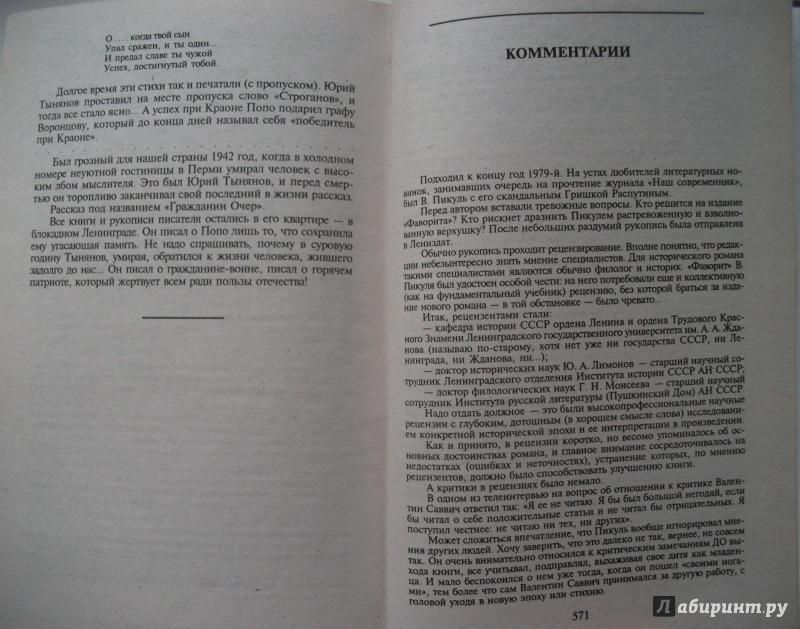 О . . . . когда твой сын
Упал сражен, и ты один...
И предал славе ты чужой
Успех, достигнутый тобой.
Долгое время эти стихи так и печатали (с пропуском). Юрий
Тынянов проставил на месте пропуска слово «Строганов», и
тогда все стало ясно... А успех при Краоне Попо подарил графу
Воронцову, который до конца дней называл себя «победитель
при Краоне».
Был грозный для нашей страны 1942 год, когда в холодном
номере неуютной гостиницы в Перми умирал человек с высо-
ким лбом мыслителя. Это был Юрий Тынянов, и перед смер-
тью он торопливо заканчивал свой последний в жизни рассказ.
Рассказ под названием «Гражданин Очер».
Все книги и рукописи писателя остались в его квартире — в
блокадном Ленинграде. Он писал о Попо лишь то, что сохранила
ему угасающая память. Не надо спрашивать, почему в суровую
годину Тынянов, умирая, обратился к жизни человека, жившего
задолго до нас... Он писал о гражданине-воине, писал о горячем
патриоте, который жертвует всем ради пользы отечества!
КОММЕНТАРИИ
Подходил к концу год 1979-й. На устах любителей литературных но-
винок, занимавших очередь на прочтение журнала «Наш современник»,
был В. Пикуль с его скандальным Гришкой Распутиным.
Перед автором вставали тревожные вопросы. Кто решится на издание
«Фаворита»? Кто рискнет дразнить Пикулем растревоженную и взволно-
ванную верхушку? После небольших раздумий рукопись была отправлена
в Лениздат.
Обычно рукопись проходит рецензирование. Вполне понятно, что редак-
ции небезынтересно знать мнение специалистов. Для исторического романа
такими специалистами являются обычно филолог и историк. «Фаворит» В.
Пикуля был удостоен особой чести: на него потребовали еще и коллективную
(как на фундаментальный учебник) рецензию, без которой браться за изда-
ние нового романа — в той обстановке — было чревато...
Итак, рецензентами стали:
— кафедра истории СССР ордена Ленина и ордена Трудового Крас-
ного Знамени Ленинградского государственного университета им. А. А. Жда-
нова (называю по-старому, хотя нет уже ни государства СССР, ни Ле-
нинграда, ни Жданова, ни...);
— доктор исторических наук Ю. А. Лимонов — старший научный со-
трудник Ленинградского отделения Института истории СССР АН СССР;
— доктор филологических наук Г. Н. Моисеева — старший научный
сотрудник Института русской литературы (Пушкинский Дом) АН СССР.
Надо отдать должное — это были высокопрофессиональные научные
рецензии с глубоким, дотошным (в хорошем смысле слова) исследовани-
ем конкретной исторической эпохи и ее интерпретации в произведении.
Как и принято, в рецензии коротко, но весомо упоминалось об ос-
новных достоинствах романа, и главное внимание сосредоточивалось на
недостатках (ошибках и неточностях), устранение которых, по мнению
рецензентов, должно было способствовать улучшению книги.
А критики в рецензиях было немало.
В одном из телеинтервью на вопрос об отношении к критике Вален-
тин Саввич ответил так: «Я ее не читаю. Я бы был большой негодяй, если
бы читал о себе положительные статьи и не читал бы отрицательных. Я
поступил честнее: не читаю ни тех, ни других».
Может сложиться впечатление, что Пикуль вообще игнорировал мне-
ния других людей. Хочу заверить, что это далеко не так, вернее, не совсем
так. Он очень внимательно относился к критическим замечаниям ДО вы-
хода книги, все учитывал, подправлял, выхаживая свое дитя как младен-
ца. И мало беспокоился о нем уже тогда, когда он пошел «своими нога-
ми», тем более что сам Валентин Саввич принимался за другую работу, с
головой уходя в новую эпоху или стихию.
571
Лабиринт.ру